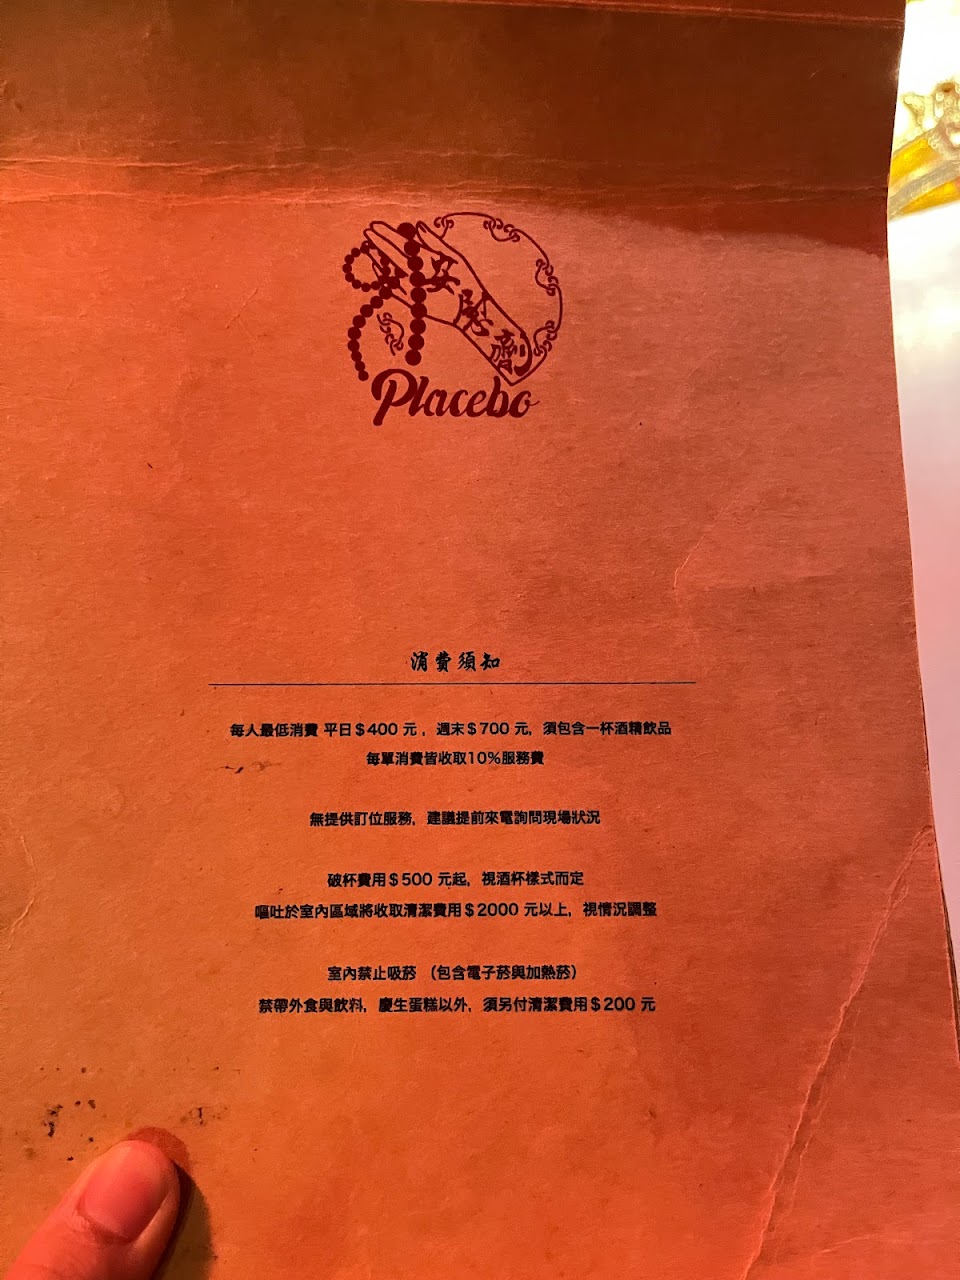 安慰劑
Placebo
消費須知
每人最低消費 平日$400 元，週末$700 元，須包含一杯酒精飲品
每單消費皆收取10%服務費
無提供訂位服務，建議提前來電詢問現場狀況
破杯費用$500 元起，視酒杯樣式而定
嘔吐於室內區域將收取清潔費用$2000 元以上，視情況調整
室內禁止吸菸（包含電子菸與加熱菸）
禁帶外食與飲料，慶生蛋糕以外，須另付清潔費用$200 元